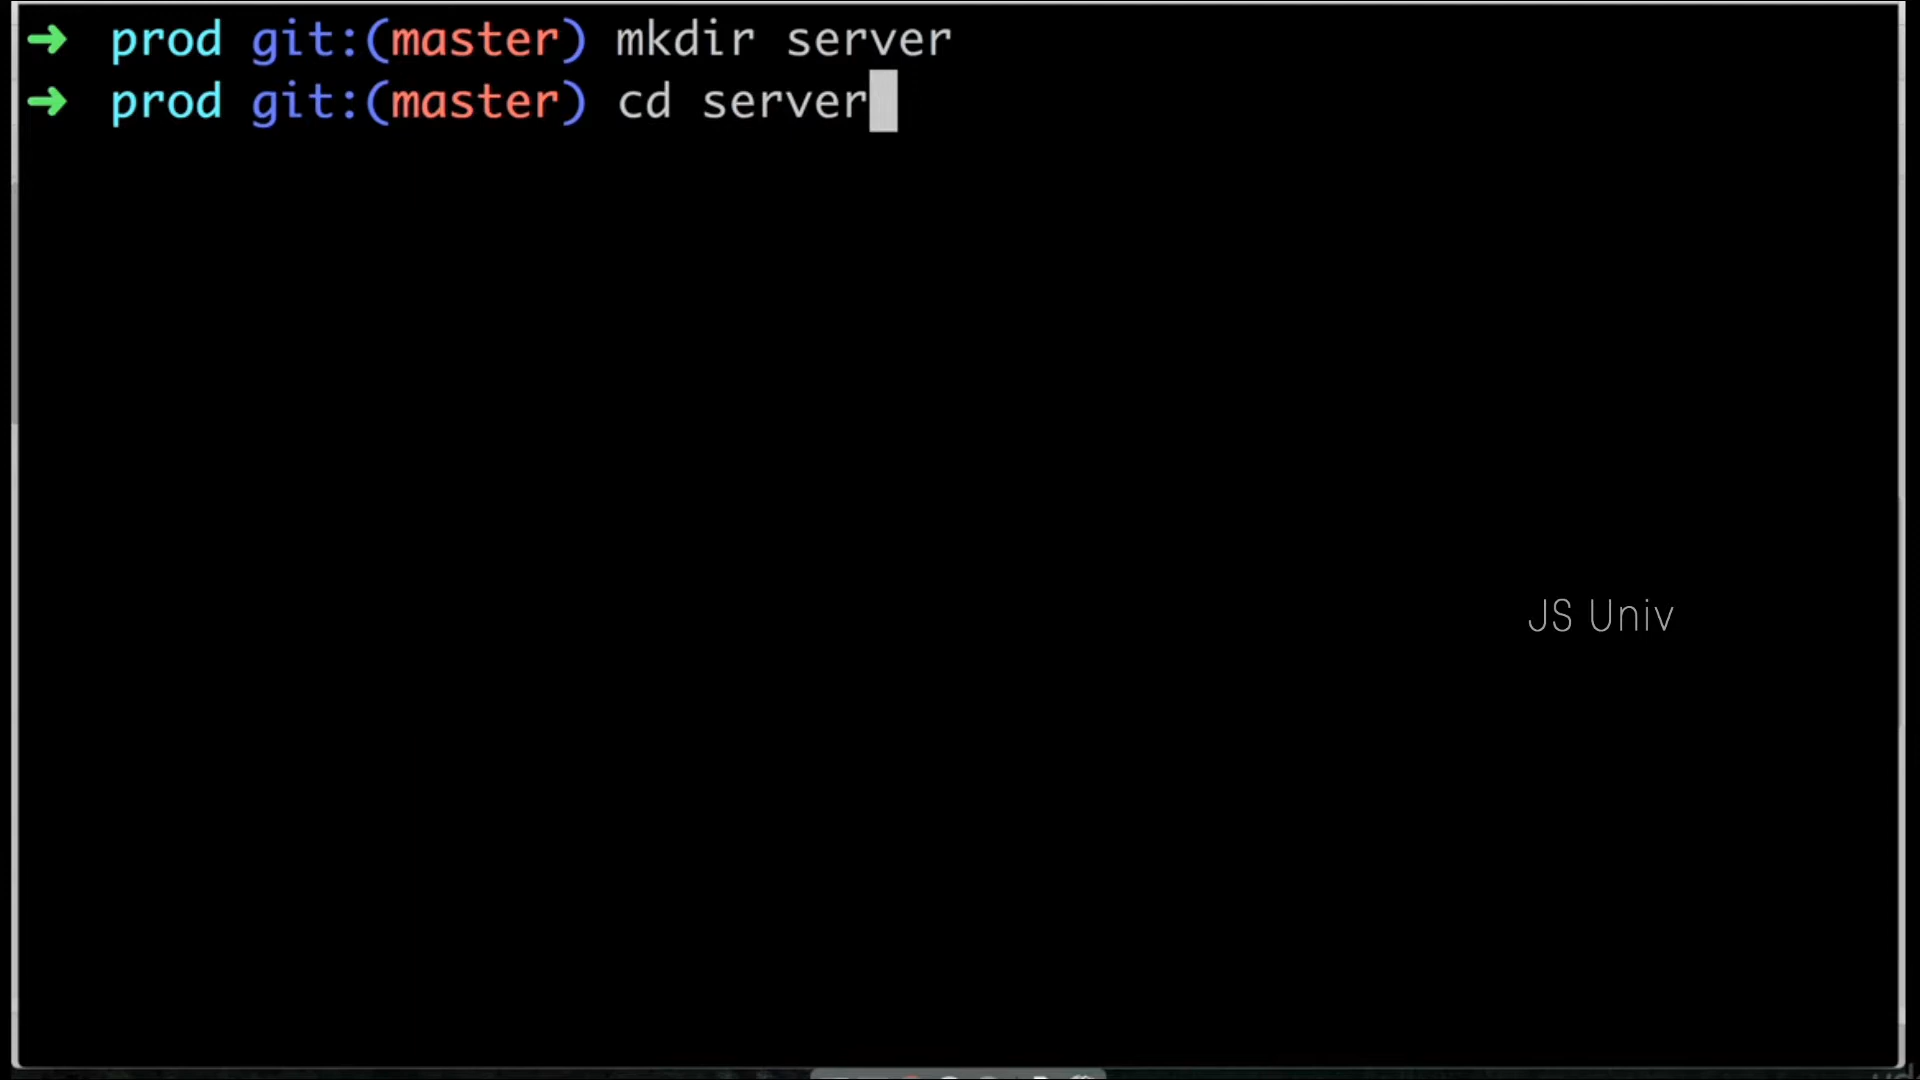 ➜ prod git:(master) mkdir server
➜ prod git:(master) cd server
JS Univ